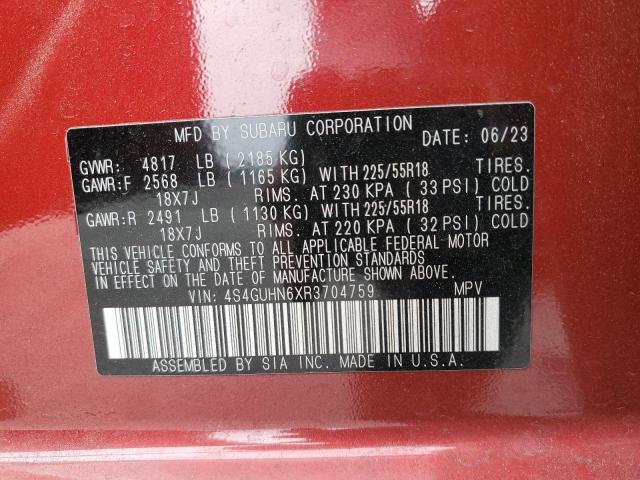 MFD BY SUBARU CORPORATION DATE: 06/23
GVWR: 4817 LB ( 2185 KG)
GAWR:F 2568 LB ( 1165 KG) WITH 225/55R18 TIRES.
18X7J RIMS. AT 230 KPA ( 33 PSI) COLD
GAWR:R 2491 LB ( 1130 KG) WITH 225/55R18 TIRES.
18X7J RIMS. AT 220 KPA ( 32 PSI) COLD
THIS VEHICLE CONFORMS TO ALL APPLICABLE FEDERAL MOTOR
VEHICLE SAFETY AND THEFT PREVENTION STANDARDS
IN EFFECT ON THE DATE OF MANUFACTURE SHOWN ABOVE.
VIN: 4S4GUHN6XR3704759 MPV
ASSEMBLED BY SIA INC. MADE IN U.S.A.